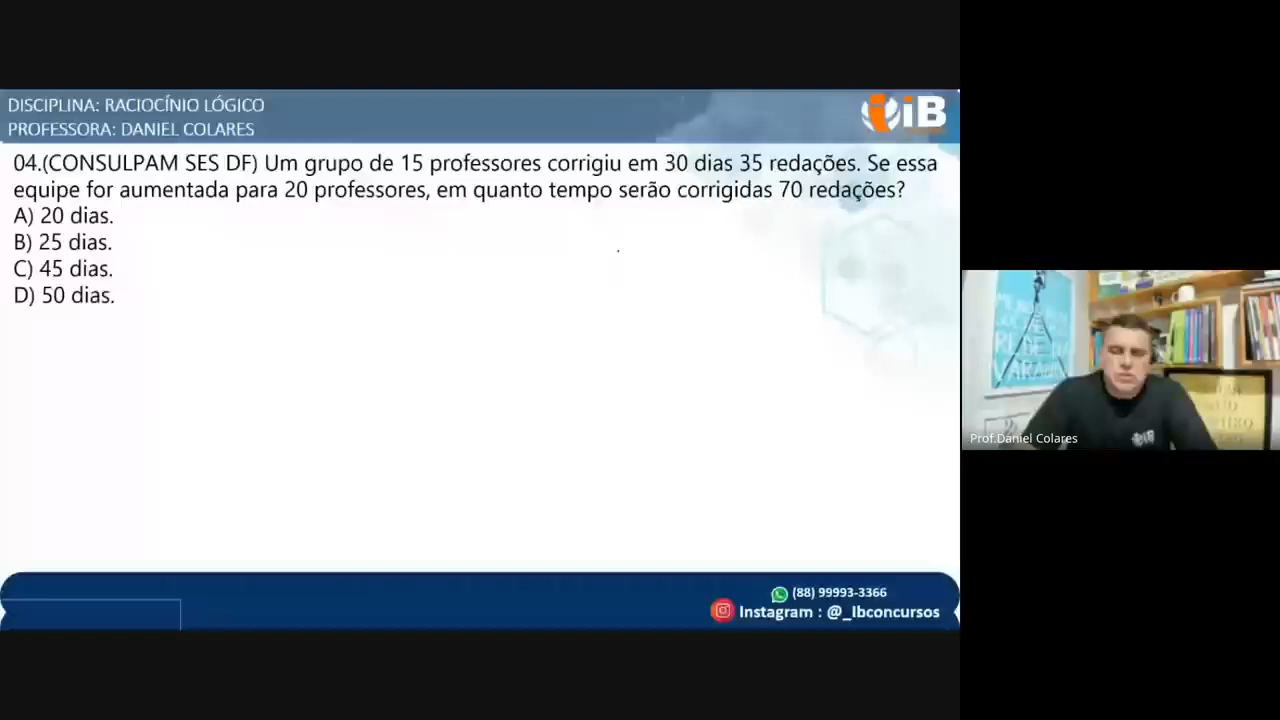 DISCIPLINA: RACIOCÍNIO LÓGICO
PROFESSORA: DANIEL COLARES
iB
04.(CONSULPAM SES DF) Um grupo de 15 professores corrigiu em 30 dias 35 redações. Se essa
equipe for aumentada para 20 professores, em quanto tempo serão corrigidas 70 redações?
A) 20 dias.
B) 25 dias.
C) 45 dias.
D) 50 dias.
(88) 99993-3366
Instagram : @_Ibconcursos
Prof.Daniel Colares